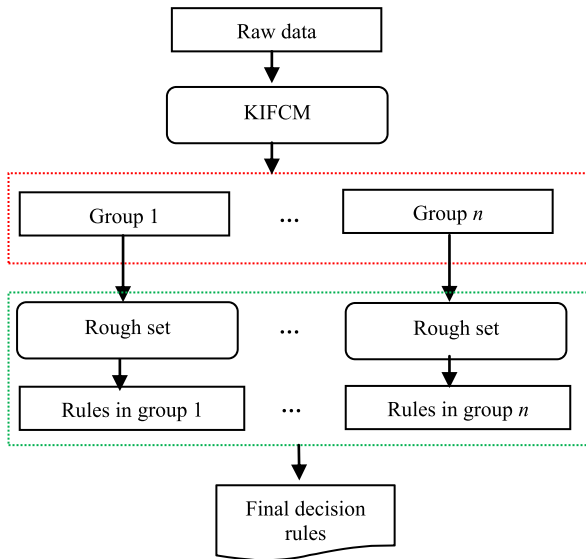 Raw data
KIFCM
Group 1 ... Group n
Rough set ... Rough set
Rules in group 1 ... Rules in group n
Final decision
rules